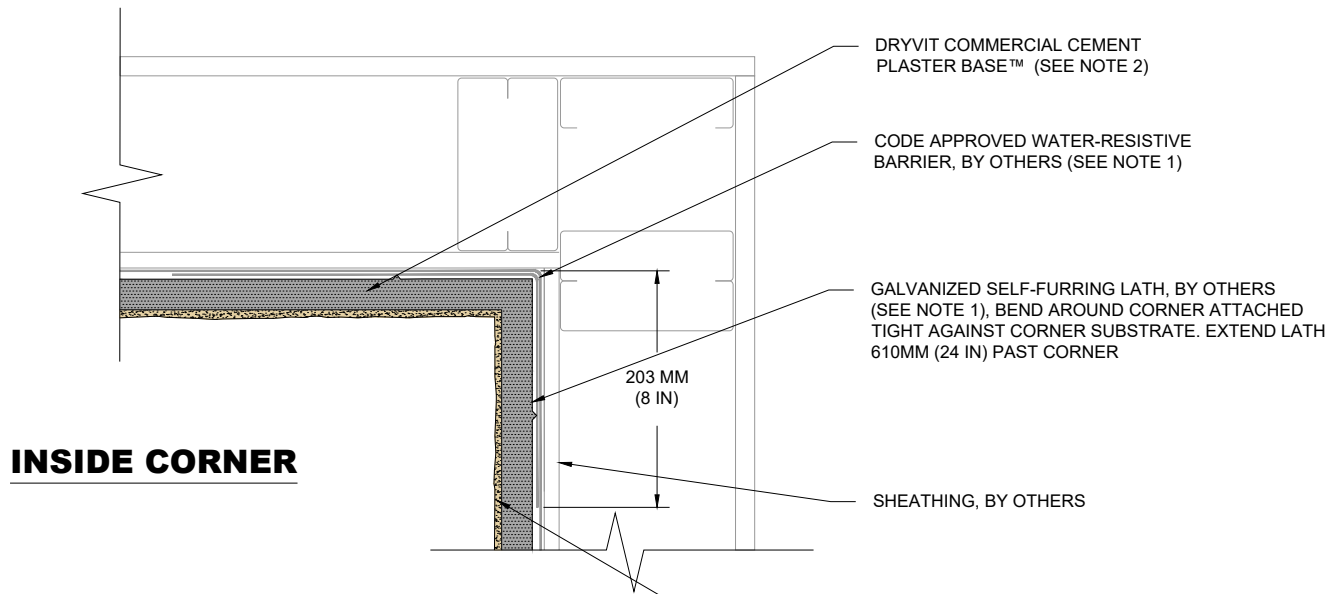 DRYVIT COMMERCIAL CEMENT
PLASTER BASE™ (SEE NOTE 2)
CODE APPROVED WATER-RESISTIVE
BARRIER, BY OTHERS (SEE NOTE 1)
GALVANIZED SELF-FURRING LATH, BY OTHERS
(SEE NOTE 1), BEND AROUND CORNER ATTACHED
TIGHT AGAINST CORNER SUBSTRATE. EXTEND LATH
610MM (24 IN) PAST CORNER
203 MM
(8 IN)
INSIDE CORNER
SHEATHING, BY OTHERS